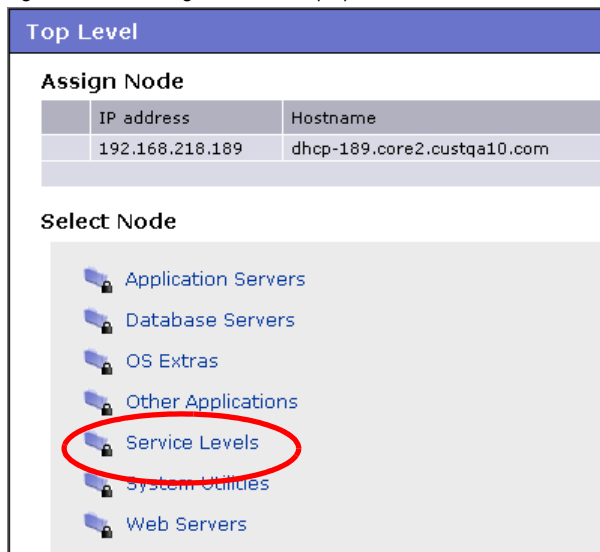 Top Level
Assign Node
IP address Hostname
192.168.218.189 dhcp-189.core2.custqa10.com
Select Node
Application Servers
Database Servers
OS Extras
Other Applications
Service Levels
System Utilities
Web Servers